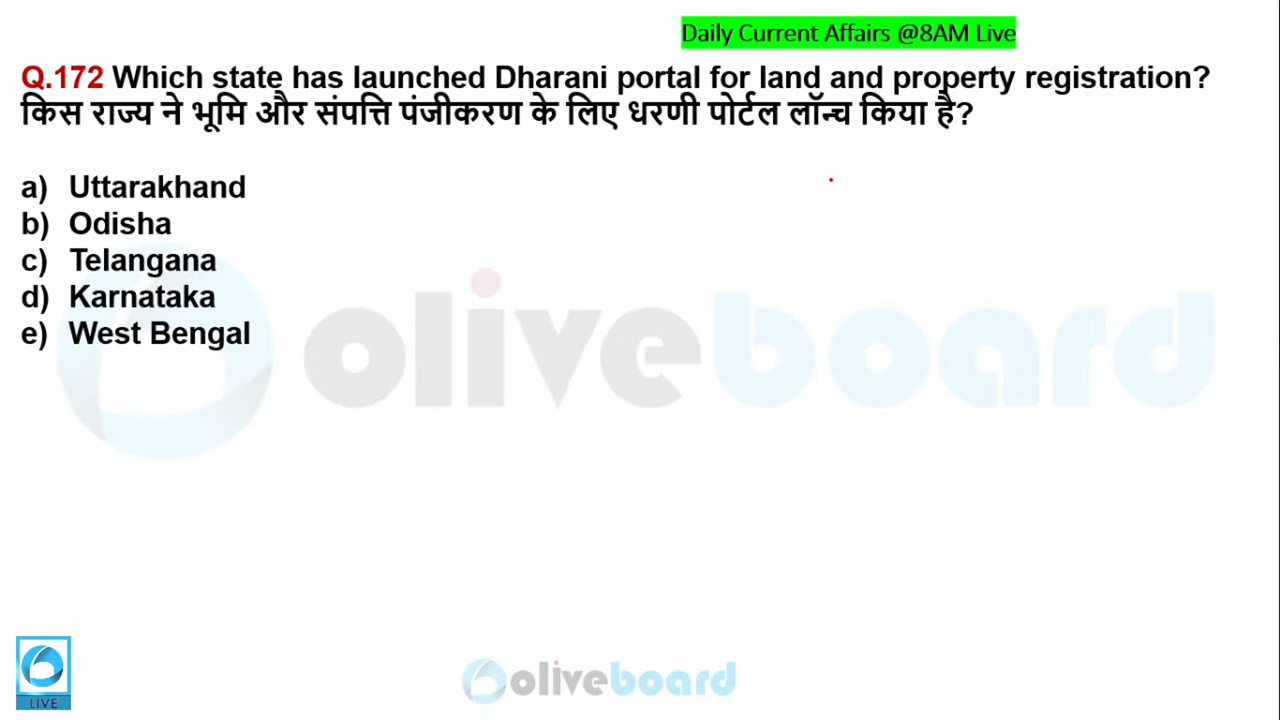 Daily Current Affairs @8AM Live
Q.172 Which state has launched Dharani portal for land and property registration?
किस राज्य ने भूमि और संपत्ति पंजीकरण के लिए धरणी पोर्टल लॉन्च किया है?
a) Uttarakhand
b) Odisha
c) Telangana
d) Karnataka
e) West Bengal
oliveboard
LIVE
oliveboard